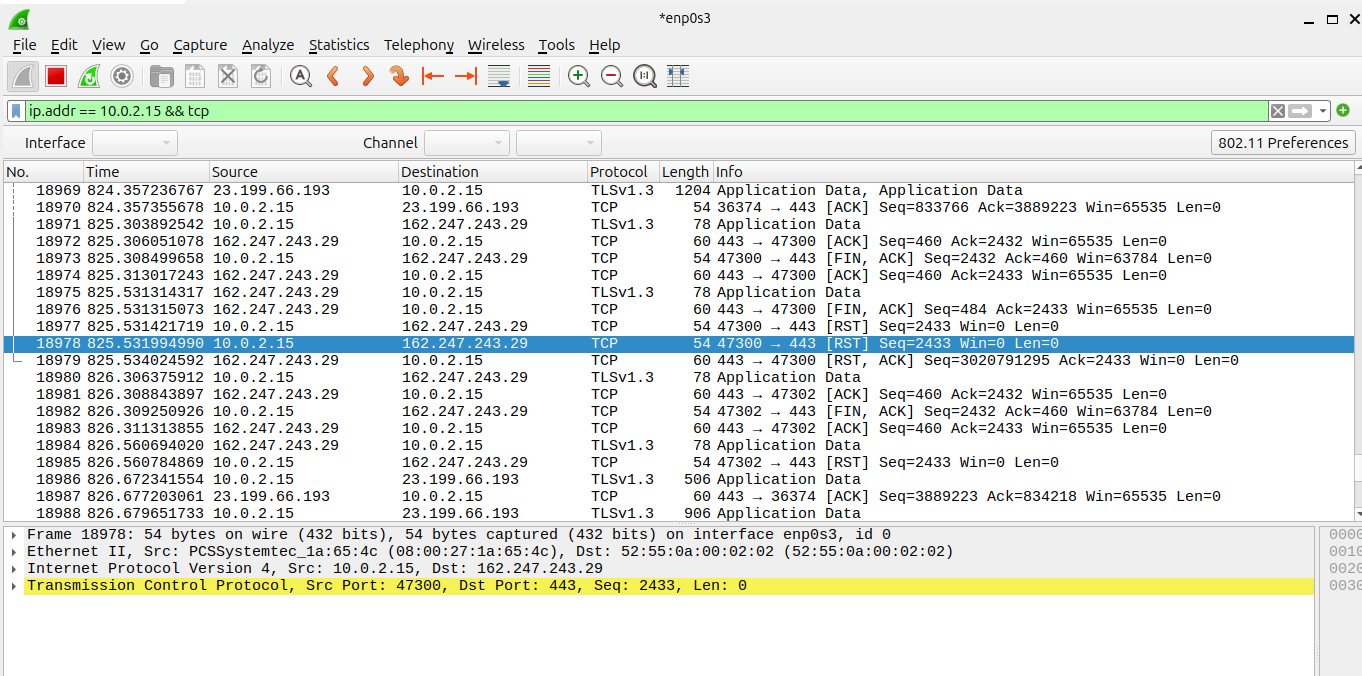 *enp0s3
File Edit View Go Capture Analyze Statistics Telephony Wireless Tools Help
ip.addr == 10.0.2.15 && tcp
Interface Channel 802.11 Preferences
No. Time Source Destination Protocol Length Info
18969 824.357236767 23.199.66.193 10.0.2.15 TLSv1.3 1204 Application Data, Application Data
18970 824.357355678 10.0.2.15 23.199.66.193 TCP 54 36374 → 443 [ACK] Seq=833766 Ack=3889223 Win=65535 Len=0
18971 825.303892542 10.0.2.15 162.247.243.29 TLSv1.3 78 Application Data
18972 825.306051078 162.247.243.29 10.0.2.15 TCP 60 443 → 47300 [ACK] Seq=460 Ack=2432 Win=65535 Len=0
18973 825.308499658 10.0.2.15 162.247.243.29 TCP 54 47300 → 443 [FIN, ACK] Seq=2432 Ack=460 Win=63784 Len=0
18974 825.313017243 162.247.243.29 10.0.2.15 TCP 60 443 → 47300 [ACK] Seq=460 Ack=2433 Win=65535 Len=0
18975 825.531314317 162.247.243.29 10.0.2.15 TLSv1.3 78 Application Data
18976 825.531315073 162.247.243.29 10.0.2.15 TCP 60 443 → 47300 [FIN, ACK] Seq=484 Ack=2433 Win=65535 Len=0
18977 825.531421719 10.0.2.15 162.247.243.29 TCP 54 47300 → 443 [RST] Seq=2433 Win=0 Len=0
18978 825.531994990 10.0.2.15 162.247.243.29 TCP 54 47300 → 443 [RST] Seq=2433 Win=0 Len=0
18979 825.534024592 162.247.243.29 10.0.2.15 TCP 60 443 → 47300 [RST, ACK] Seq=3020791295 Ack=2433 Win=0 Len=0
18980 826.306375912 10.0.2.15 162.247.243.29 TLSv1.3 78 Application Data
18981 826.308843897 162.247.243.29 10.0.2.15 TCP 60 443 → 47302 [ACK] Seq=460 Ack=2432 Win=65535 Len=0
18982 826.309250926 10.0.2.15 162.247.243.29 TCP 54 47302 → 443 [FIN, ACK] Seq=2432 Ack=460 Win=63784 Len=0
18983 826.311313855 162.247.243.29 10.0.2.15 TCP 60 443 → 47302 [ACK] Seq=460 Ack=2433 Win=65535 Len=0
18984 826.560694020 162.247.243.29 10.0.2.15 TLSv1.3 78 Application Data
18985 826.560784869 10.0.2.15 162.247.243.29 TCP 54 47302 → 443 [RST] Seq=2433 Win=0 Len=0
18986 826.672341554 10.0.2.15 23.199.66.193 TLSv1.3 506 Application Data
18987 826.677203061 23.199.66.193 10.0.2.15 TCP 60 443 → 36374 [ACK] Seq=3889223 Ack=834218 Win=65535 Len=0
18988 826.679651733 10.0.2.15 23.199.66.193 TLSv1.3 906 Application Data
Frame 18978: 54 bytes on wire (432 bits), 54 bytes captured (432 bits) on interface enp0s3, id 0
Ethernet II, Src: PCSSystemtec_1a:65:4c (08:00:27:1a:65:4c), Dst: 52:55:0a:00:02:02 (52:55:0a:00:02:02)
Internet Protocol Version 4, Src: 10.0.2.15, Dst: 162.247.243.29
Transmission Control Protocol, Src Port: 47300, Dst Port: 443, Seq: 2433, Len: 0
0000
0010
0020
0030